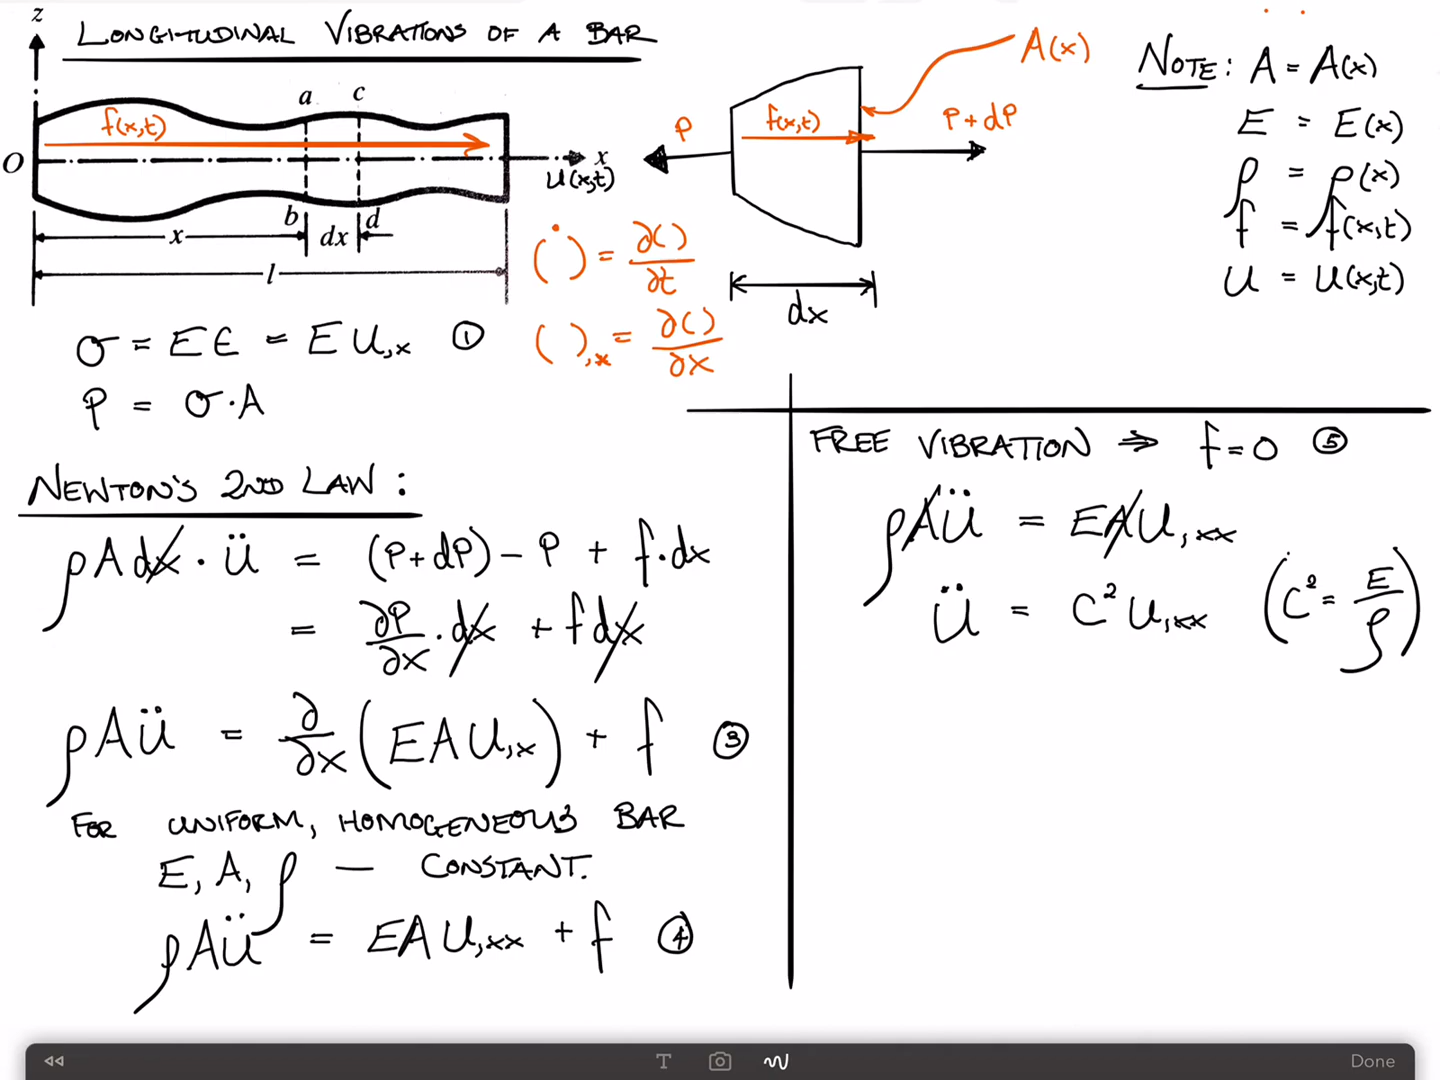 LONGITUDINAL VIBRATIONS OF A BAR
z
a c
f(x,t)
O
x
U(x,t)
b d
x dx
l
A(x)
P f(x,t) P+dP
dx
NOTE: A = A(x)
E = E(x)
ρ = ρ(x)
f = f(x,t)
U = U(x,t)
( ̇ ) = ∂( )/∂t
( ),x = ∂( )/∂x
σ = Eϵ = EU,x ①
P = σ·A
NEWTON'S 2ND LAW:
ρAdx · ü = (P+dP) - P + f·dx
= ∂P/∂x · dx + fdx
ρAü = ∂/∂x (EAU,x) + f ③
FOR UNIFORM, HOMOGENEOUS BAR
E, A, ρ — CONSTANT.
ρAü = EAU,xx + f ④
FREE VIBRATION ⇒ f=0 ⑤
ρAü = EAU,xx
ü = C²U,xx (C² = E/ρ)
Done